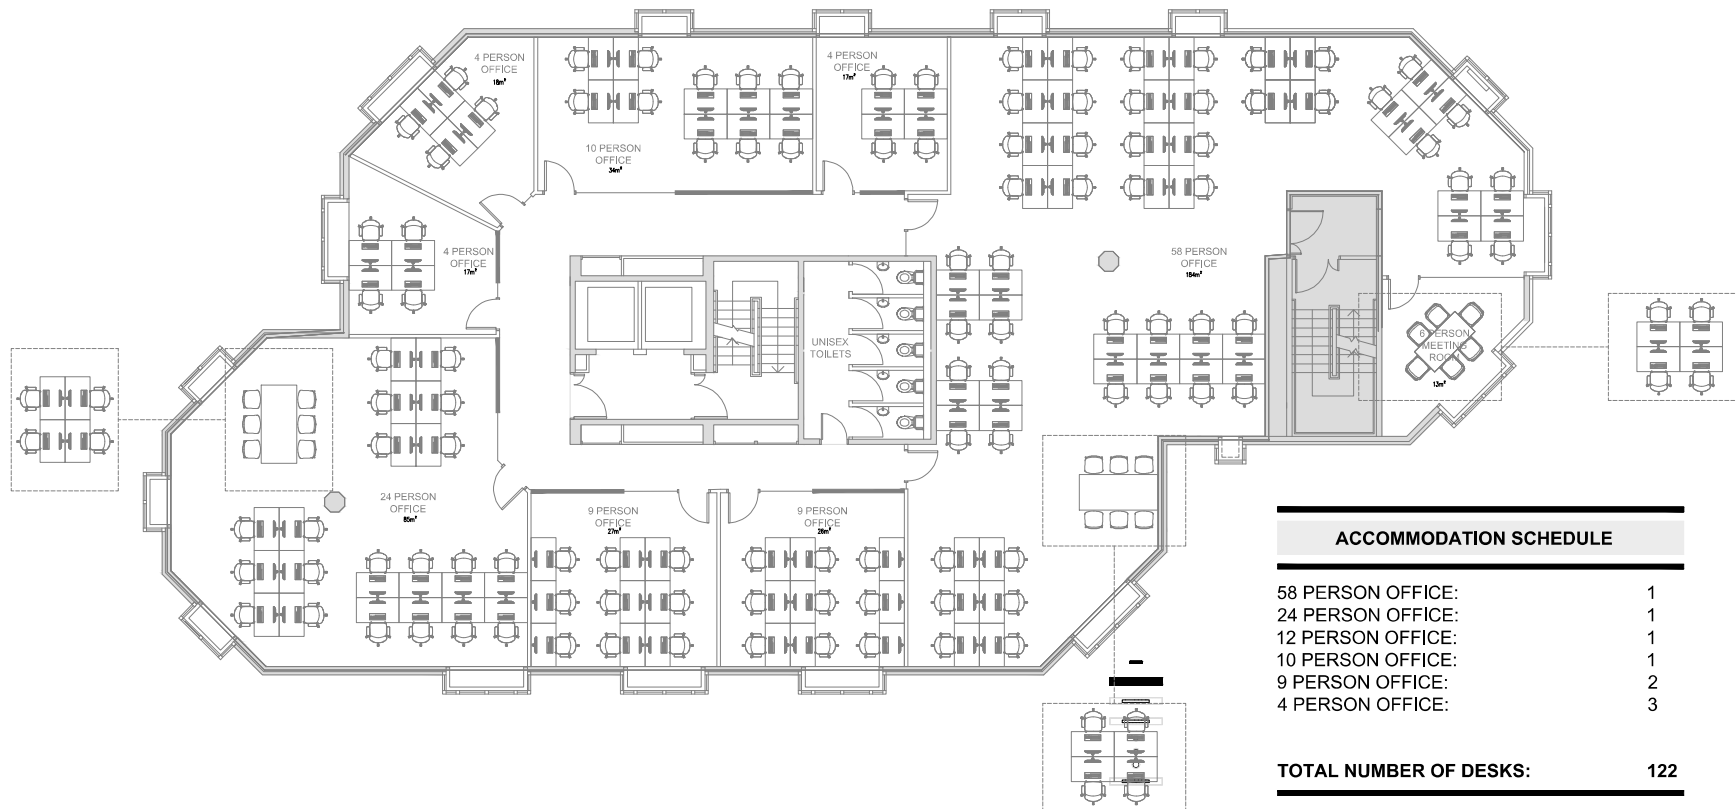 4 PERSON
OFFICE
18m²
10 PERSON
OFFICE
34m²
4 PERSON
OFFICE
17m²
4 PERSON
OFFICE
17m²
58 PERSON
OFFICE
184m²
UNISEX
TOILETS
6 PERSON
MEETING
ROOM
13m²
24 PERSON
OFFICE
85m²
9 PERSON
OFFICE
27m²
9 PERSON
OFFICE
26m²
ACCOMMODATION SCHEDULE
58 PERSON OFFICE: 1
24 PERSON OFFICE: 1
12 PERSON OFFICE: 1
10 PERSON OFFICE: 1
9 PERSON OFFICE: 2
4 PERSON OFFICE: 3
TOTAL NUMBER OF DESKS: 122